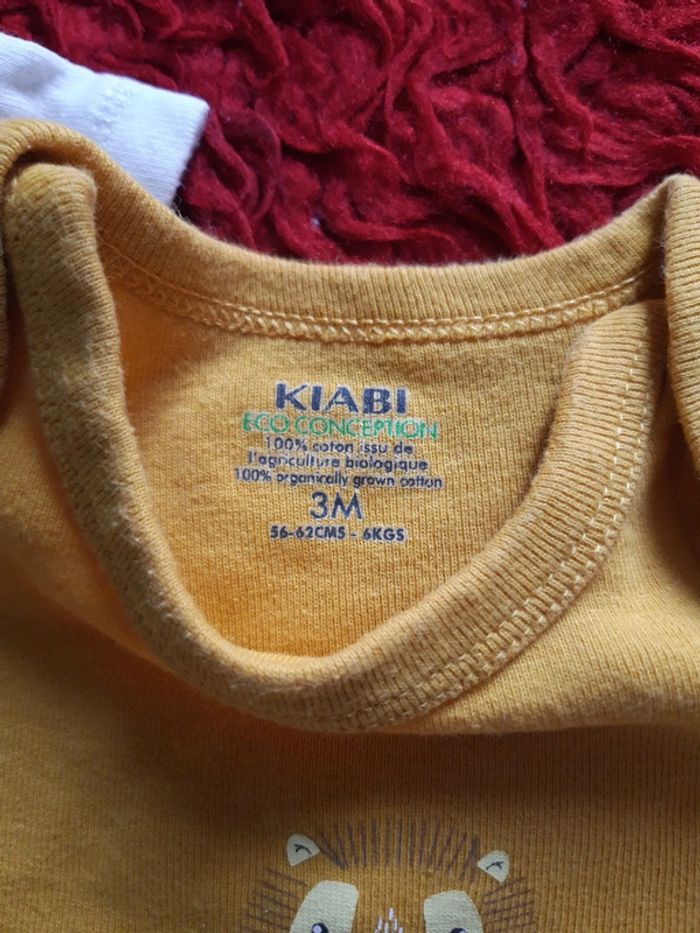 KIABI
ECO CONCEPTION
100% coton issu de
l'agriculture biologique
100% organically grown cotton
3M
56-62CMS - 6KGS